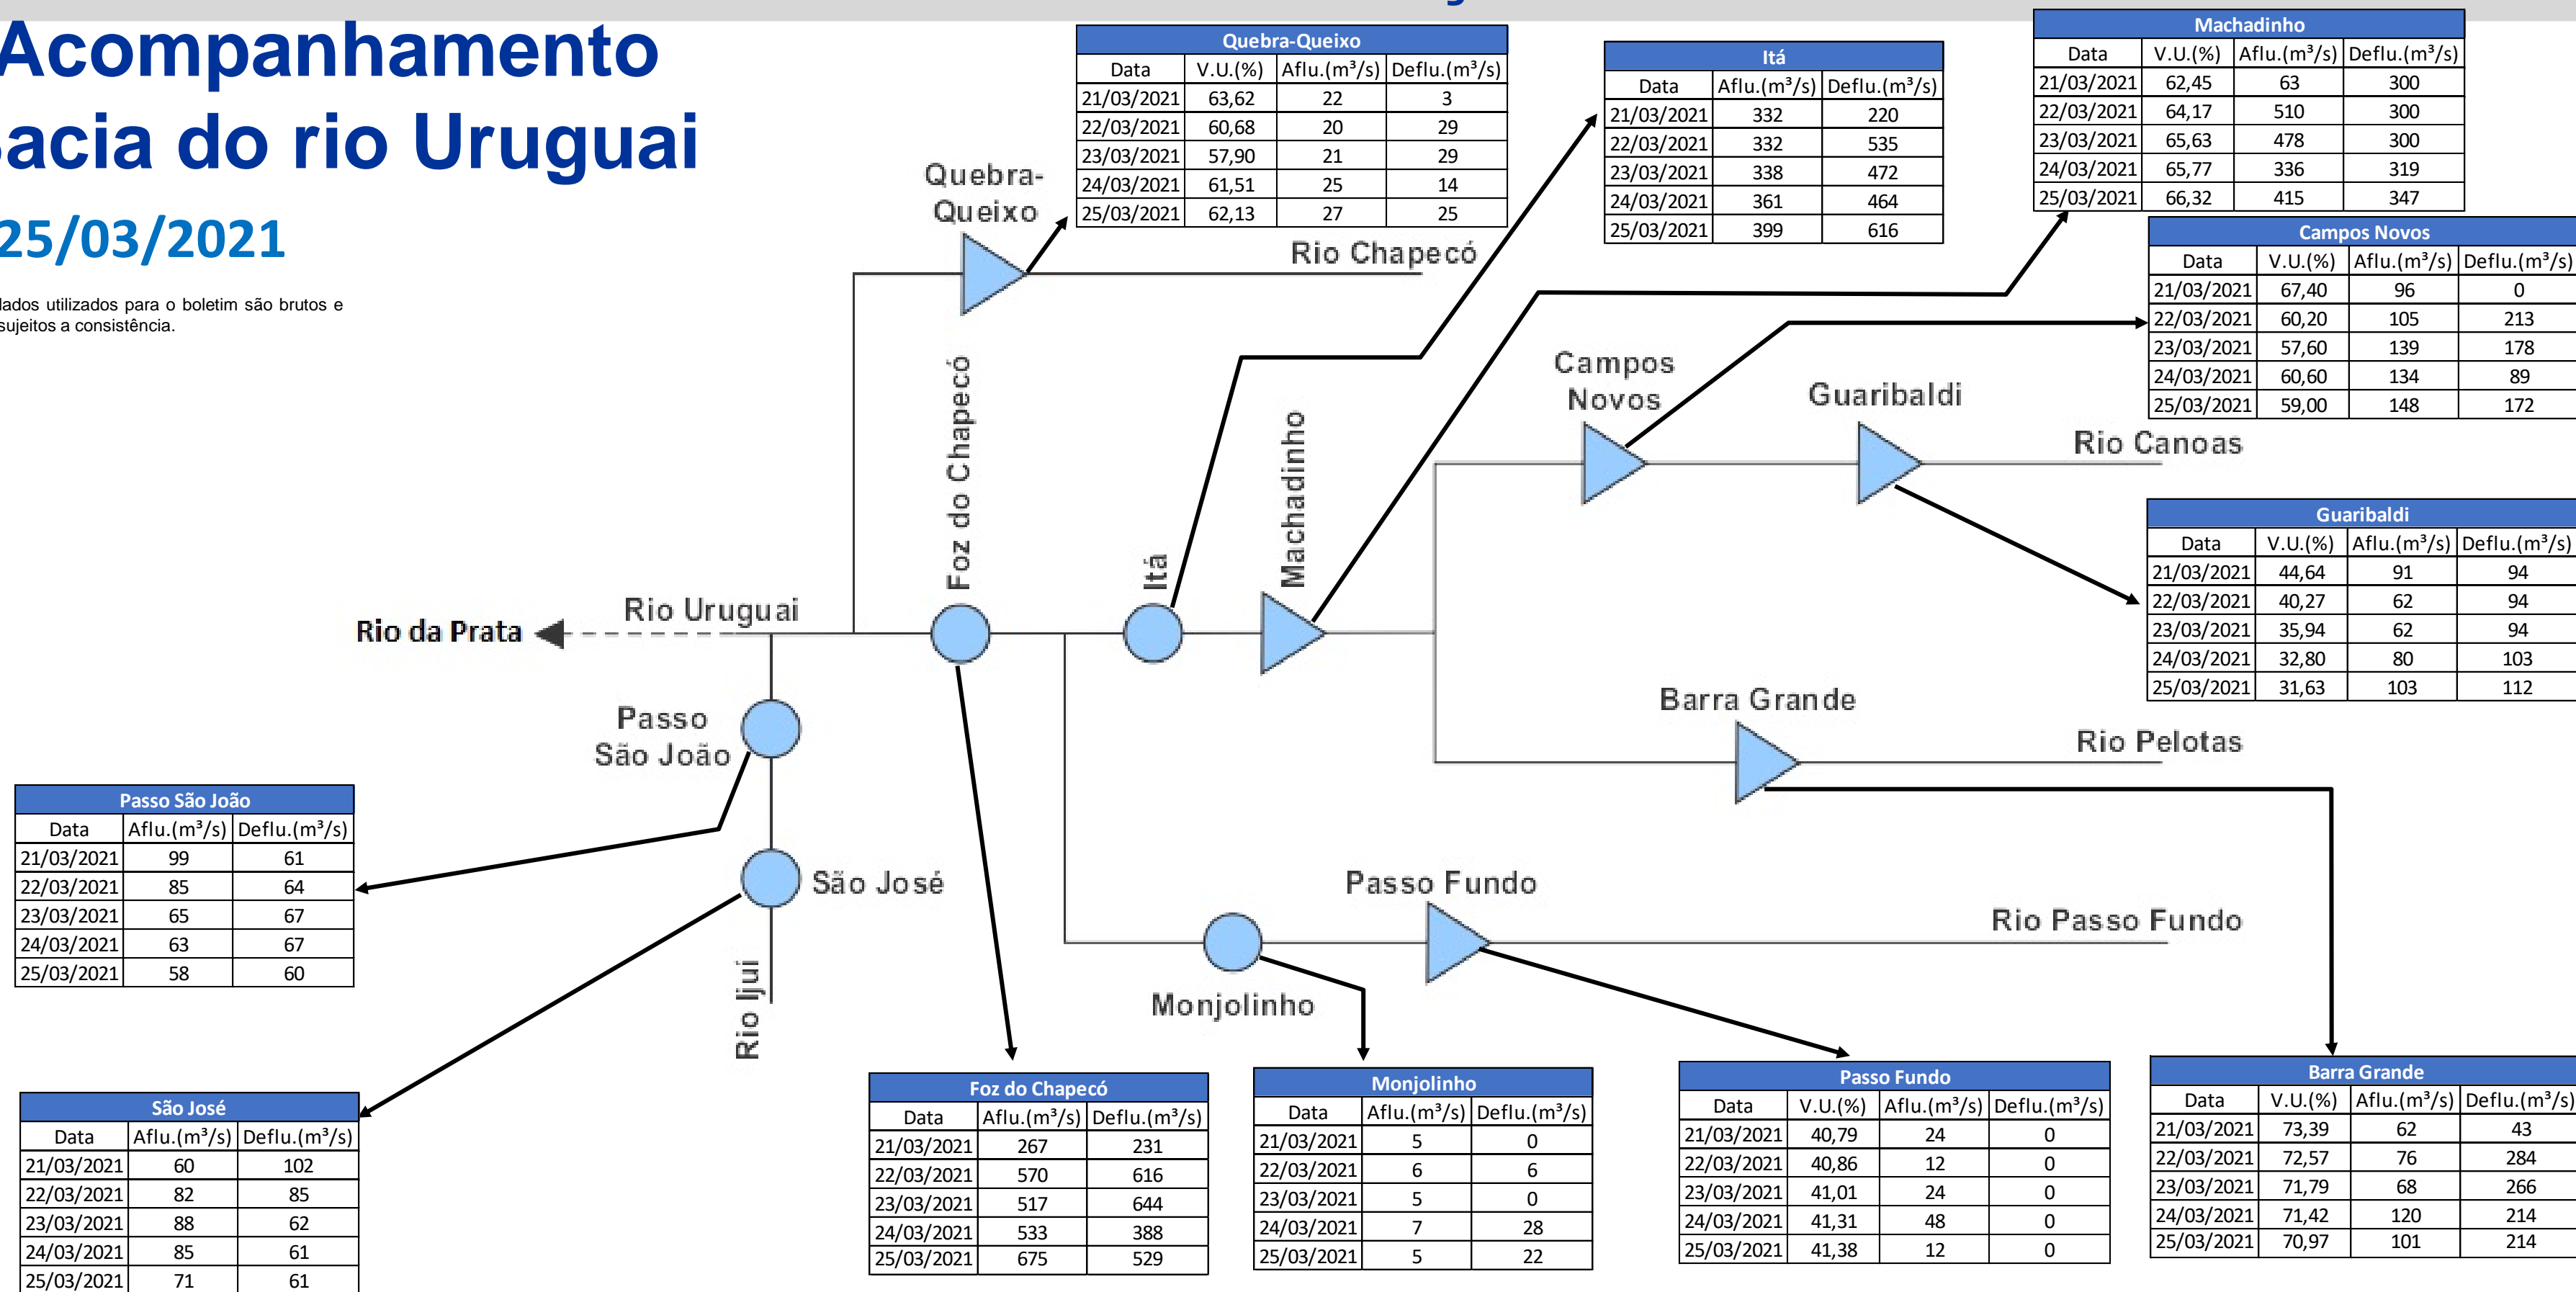 Acompanhamento
Bacia do rio Uruguai
25/03/2021
dados utilizados para o boletim são brutos e
sujeitos a consistência.
Quebra-Queixo
Data V.U.(%) Aflu.(m³/s) Deflu.(m³/s)
21/03/2021 63,62 22 3
22/03/2021 60,68 20 29
23/03/2021 57,90 21 29
24/03/2021 61,51 25 14
25/03/2021 62,13 27 25
Itá
Data Aflu.(m³/s) Deflu.(m³/s)
21/03/2021 332 220
22/03/2021 332 535
23/03/2021 338 472
24/03/2021 361 464
25/03/2021 399 616
Machadinho
Data V.U.(%) Aflu.(m³/s) Deflu.(m³/s)
21/03/2021 62,45 63 300
22/03/2021 64,17 510 300
23/03/2021 65,63 478 300
24/03/2021 65,77 336 319
25/03/2021 66,32 415 347
Campos Novos
Data V.U.(%) Aflu.(m³/s) Deflu.(m³/s)
21/03/2021 67,40 96 0
22/03/2021 60,20 105 213
23/03/2021 57,60 139 178
24/03/2021 60,60 134 89
25/03/2021 59,00 148 172
Guaribaldi
Data V.U.(%) Aflu.(m³/s) Deflu.(m³/s)
21/03/2021 44,64 91 94
22/03/2021 40,27 62 94
23/03/2021 35,94 62 94
24/03/2021 32,80 80 103
25/03/2021 31,63 103 112
Quebra-
Queixo
Rio Chapecó
Foz do Chapecó
Itá
Machadinho
Campos
Novos
Guaribaldi
Rio Canoas
Rio da Prata
Rio Uruguai
Passo
São João
São José
Rio Ijuí
Barra Grande
Rio Pelotas
Passo Fundo
Rio Passo Fundo
Monjolinho
Passo São João
Data Aflu.(m³/s) Deflu.(m³/s)
21/03/2021 99 61
22/03/2021 85 64
23/03/2021 65 67
24/03/2021 63 67
25/03/2021 58 60
São José
Data Aflu.(m³/s) Deflu.(m³/s)
21/03/2021 60 102
22/03/2021 82 85
23/03/2021 88 62
24/03/2021 85 61
25/03/2021 71 61
Foz do Chapecó
Data Aflu.(m³/s) Deflu.(m³/s)
21/03/2021 267 231
22/03/2021 570 616
23/03/2021 517 644
24/03/2021 533 388
25/03/2021 675 529
Monjolinho
Data Aflu.(m³/s) Deflu.(m³/s)
21/03/2021 5 0
22/03/2021 6 6
23/03/2021 5 0
24/03/2021 7 28
25/03/2021 5 22
Passo Fundo
Data V.U.(%) Aflu.(m³/s) Deflu.(m³/s)
21/03/2021 40,79 24 0
22/03/2021 40,86 12 0
23/03/2021 41,01 24 0
24/03/2021 41,31 48 0
25/03/2021 41,38 12 0
Barra Grande
Data V.U.(%) Aflu.(m³/s) Deflu.(m³/s)
21/03/2021 73,39 62 43
22/03/2021 72,57 76 284
23/03/2021 71,79 68 266
24/03/2021 71,42 120 214
25/03/2021 70,97 101 214